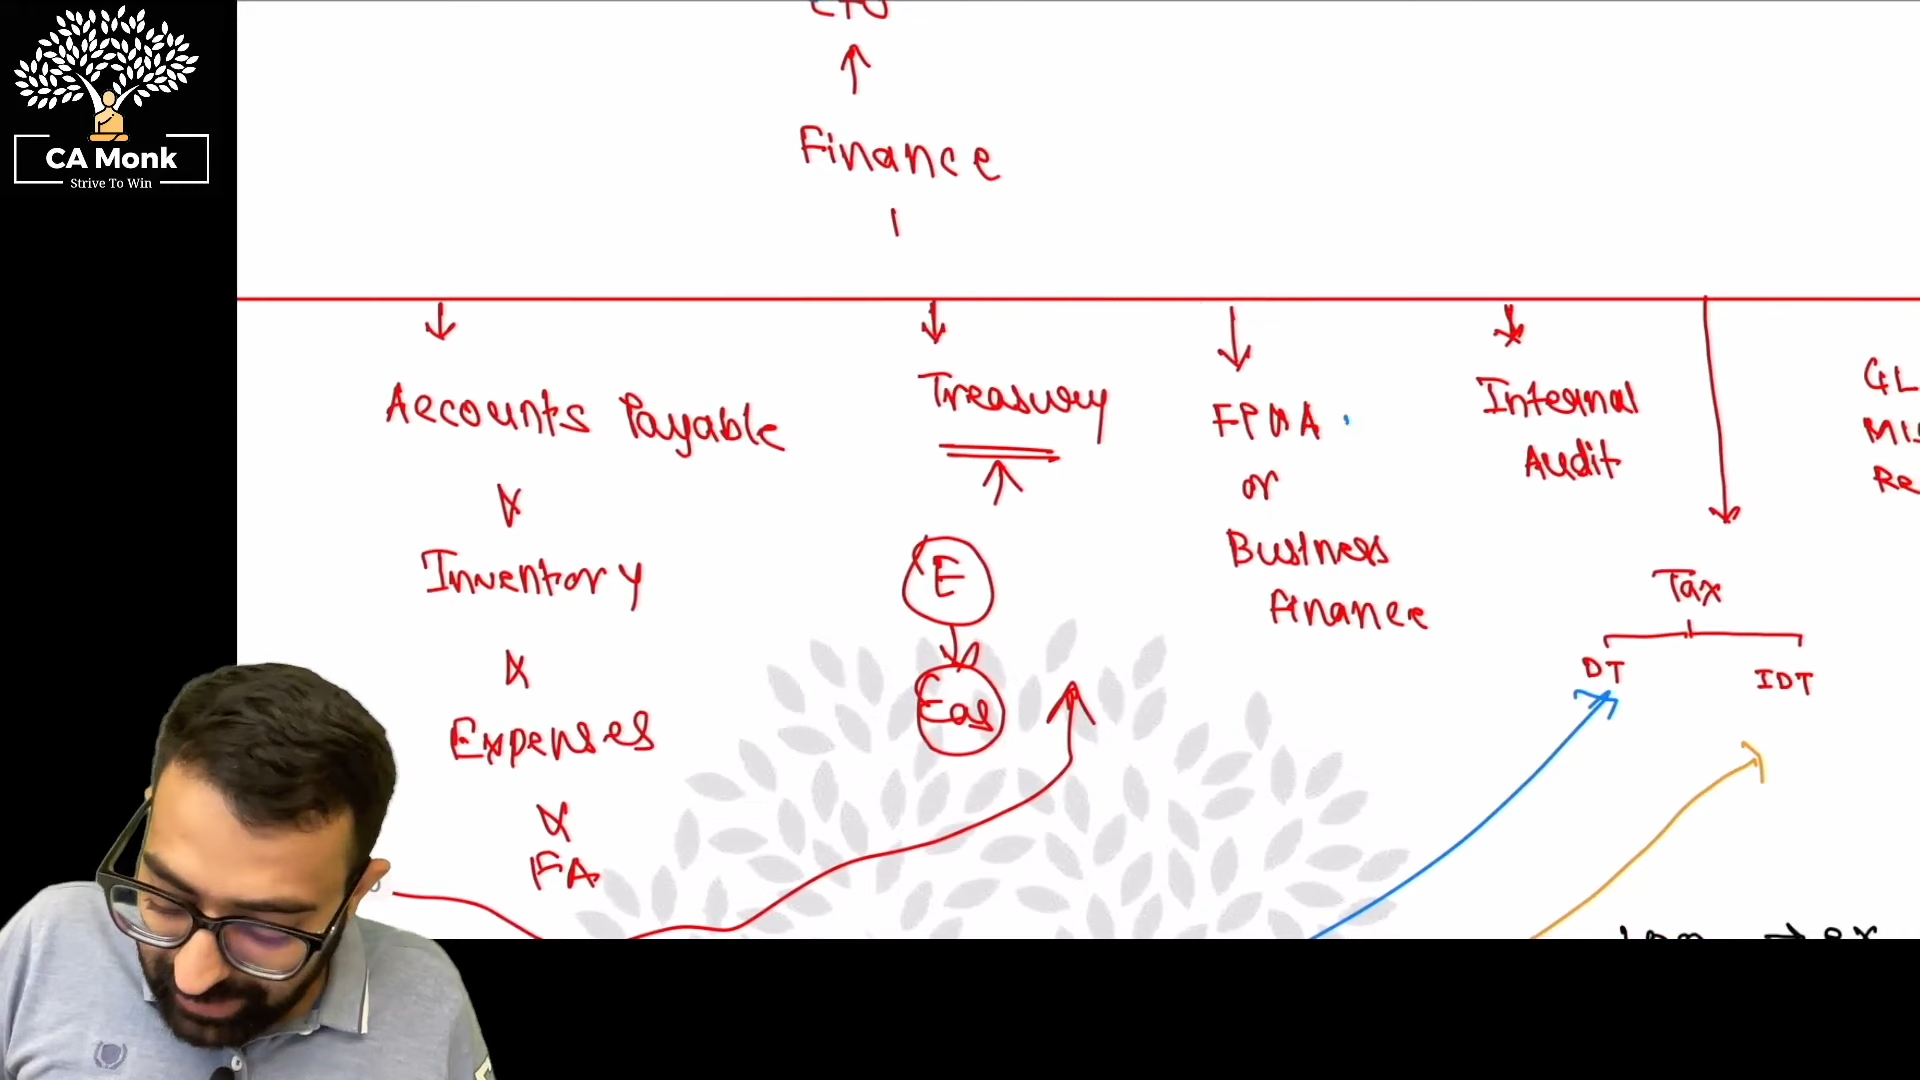 CA Monk
Strive To Win
Finance
Accounts Payable
Treasury
FP&A
or
Business
Finance
Internal
Audit
GL
Inventory
E
Tax
DT
IDT
Expenses
FA